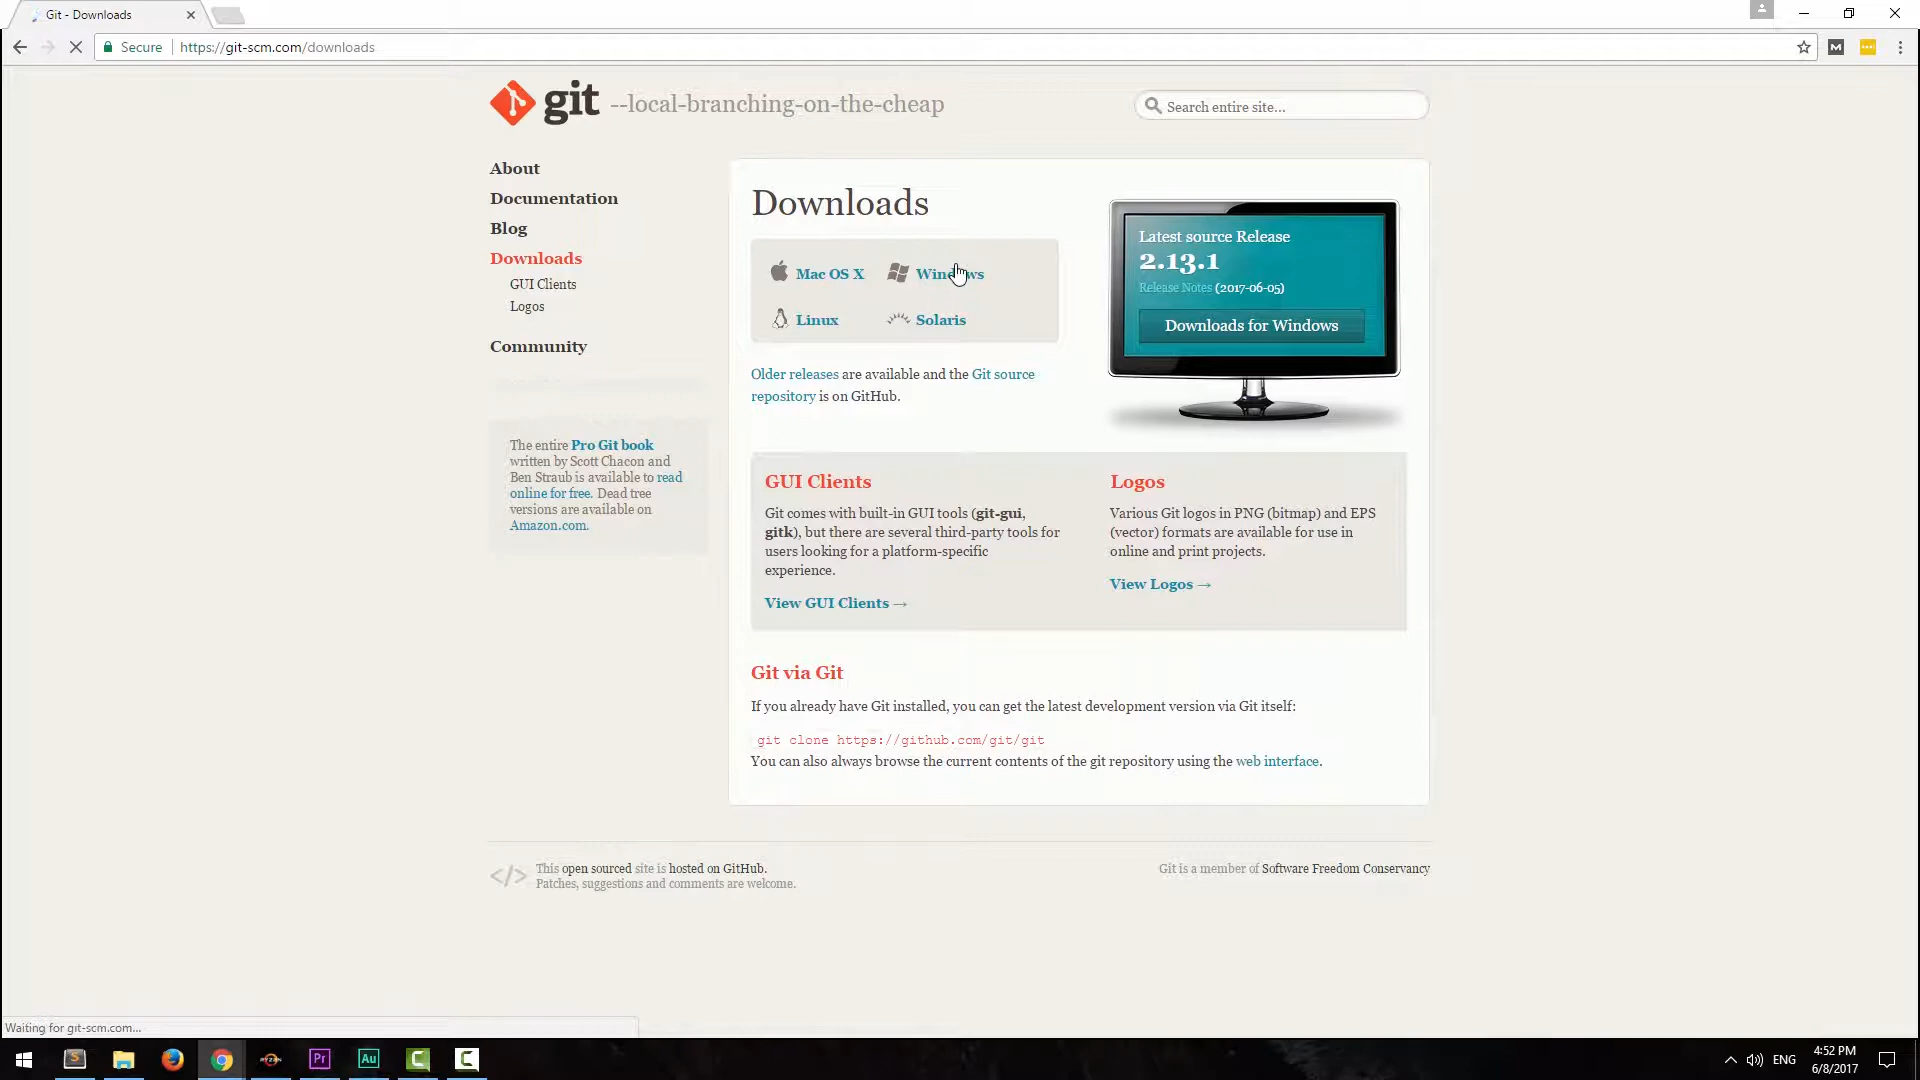 Git - Downloads
Secure
https://git-scm.com/downloads
git --local-branching-on-the-cheap
Search entire site...
About
Documentation
Blog
Downloads
GUI Clients
Logos
Community
The entire Pro Git book
written by Scott Chacon and
Ben Straub is available to read
online for free. Dead tree
versions are available on
Amazon.com.
Downloads
Mac OS X
Windows
Linux
Solaris
Older releases are available and the Git source
repository is on GitHub.
Latest source Release
2.13.1
Release Notes (2017-06-05)
Downloads for Windows
GUI Clients
Git comes with built-in GUI tools (git-gui,
gitk), but there are several third-party tools for
users looking for a platform-specific
experience.
View GUI Clients →
Logos
Various Git logos in PNG (bitmap) and EPS
(vector) formats are available for use in
online and print projects.
View Logos →
Git via Git
If you already have Git installed, you can get the latest development version via Git itself:
git clone https://github.com/git/git
You can also always browse the current contents of the git repository using the web interface.
</> This open sourced site is hosted on GitHub.
Patches, suggestions and comments are welcome.
Git is a member of Software Freedom Conservancy
Waiting for git-scm.com...
S
RYZEN
Pr
Au
C
C
ENG
4:52 PM
6/8/2017